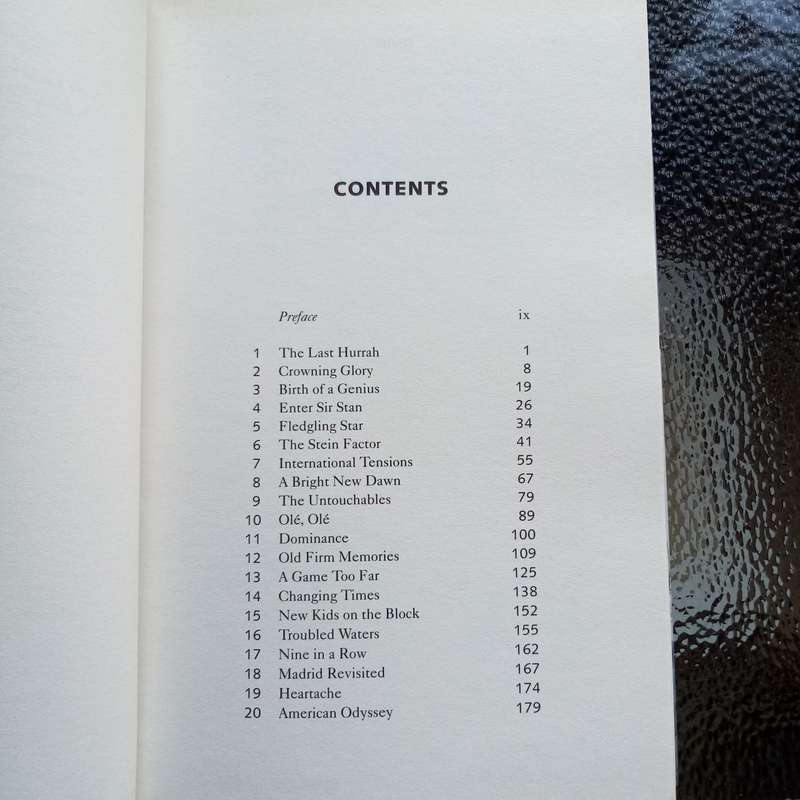 CONTENTS
Preface ix
1 The Last Hurrah 1
2 Crowning Glory 8
3 Birth of a Genius 19
4 Enter Sir Stan 26
5 Fledgling Star 34
6 The Stein Factor 41
7 International Tensions 55
8 A Bright New Dawn 67
9 The Untouchables 79
10 Olé, Olé 89
11 Dominance 100
12 Old Firm Memories 109
13 A Game Too Far 125
14 Changing Times 138
15 New Kids on the Block 152
16 Troubled Waters 155
17 Nine in a Row 162
18 Madrid Revisited 167
19 Heartache 174
20 American Odyssey 179